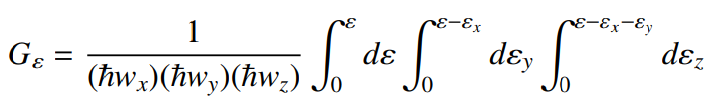 G_ε = \frac{1}{(ħw_x)(ħw_y)(ħw_z)} \int_0^ε dε \int_0^{ε-ε_x} dε_y \int_0^{ε-ε_x-ε_y} dε_z